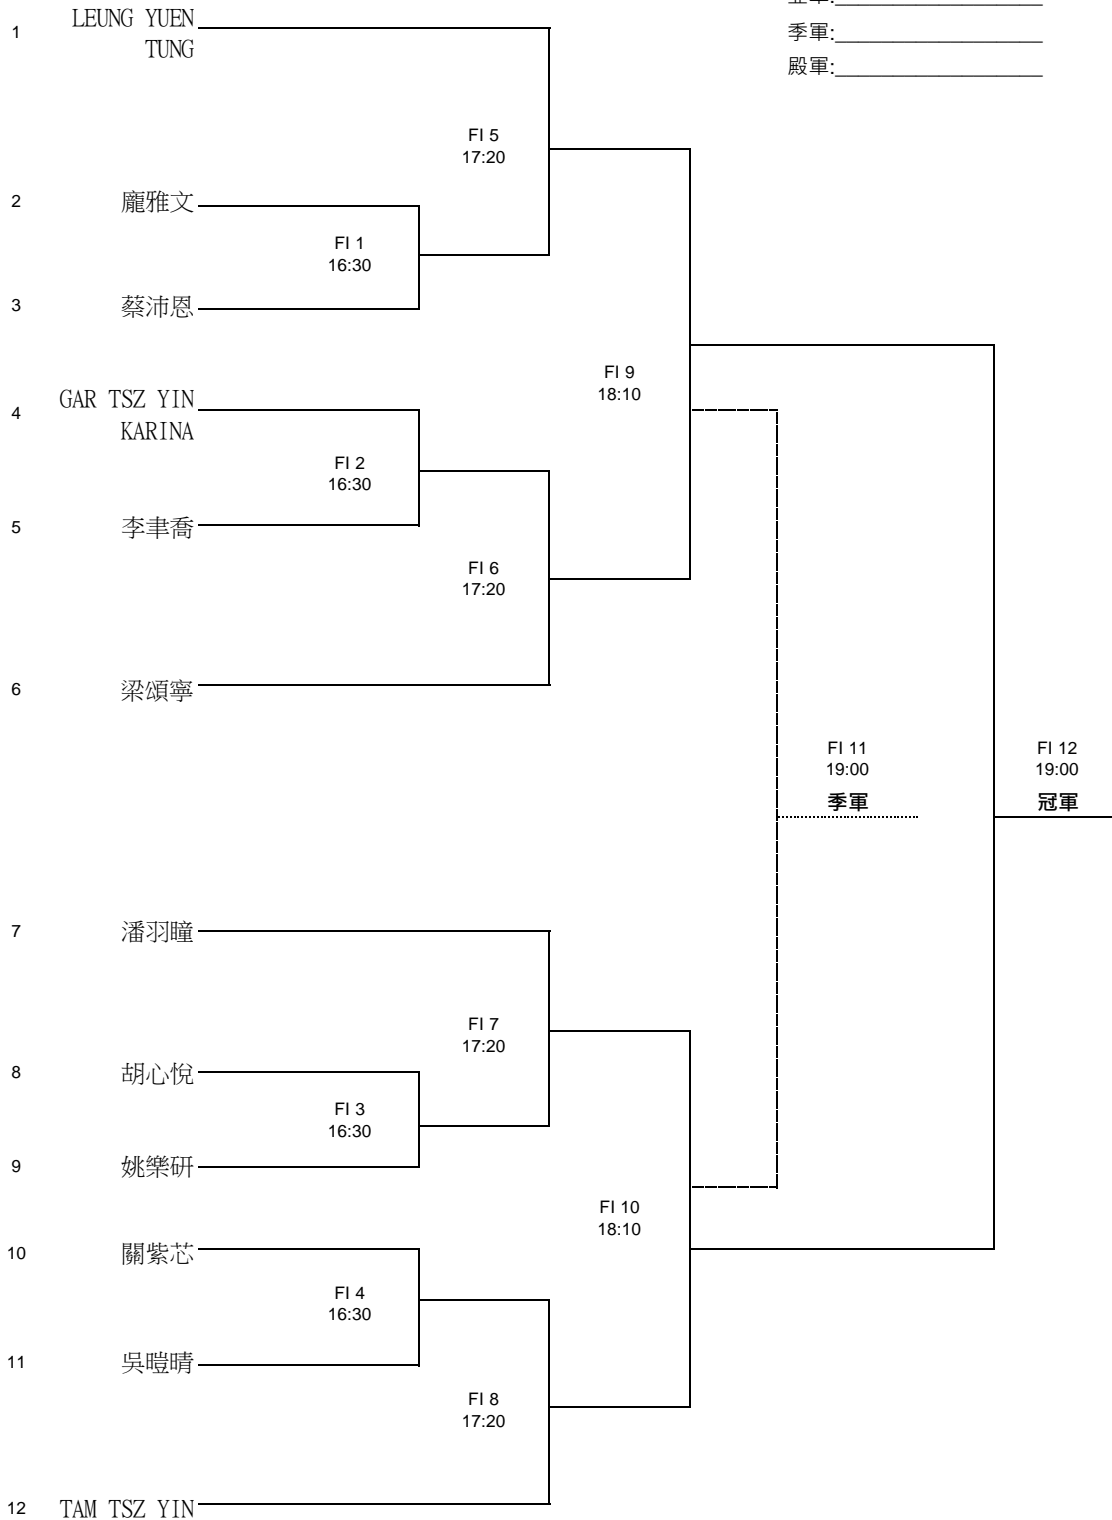 季軍:____________________
殿軍:____________________
1 LEUNG YUEN
TUNG
FI 5
17:20
2 龐雅文
FI 1
16:30
3 蔡沛恩
FI 9
18:10
4 GAR TSZ YIN
KARINA
FI 2
16:30
5 李聿喬
FI 6
17:20
6 梁頌寧
FI 11
19:00
季軍
FI 12
19:00
冠軍
7 潘羽瞳
FI 7
17:20
8 胡心悅
FI 3
16:30
9 姚樂研
FI 10
18:10
10 關紫芯
FI 4
16:30
11 吳暟晴
FI 8
17:20
12 TAM TSZ YIN